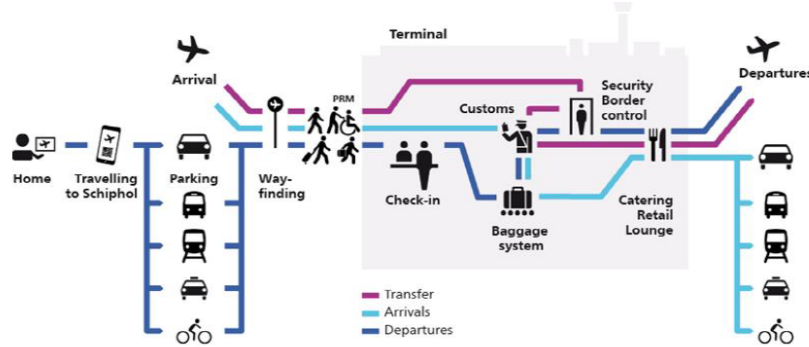 Terminal
Arrival
Departures
PRM
Customs
Security
Border
control
Home
Travelling
to Schiphol
Parking
Way-
finding
Check-in
Baggage
system
Catering
Retail
Lounge
Transfer
Arrivals
Departures